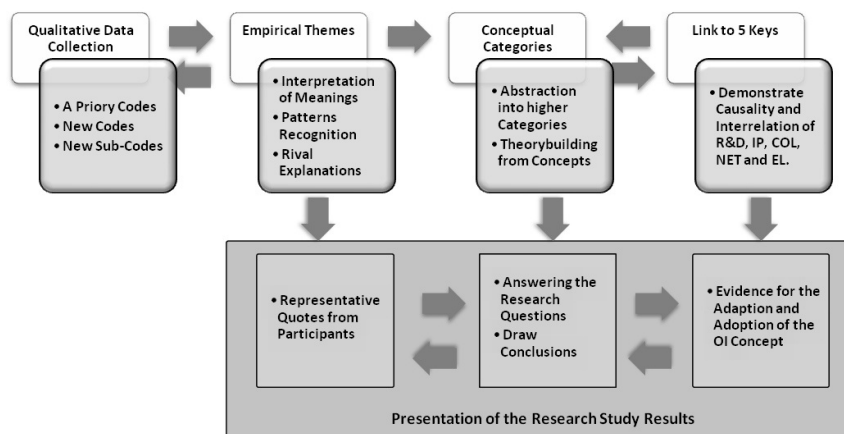 Qualitative Data
Collection
• A Priory Codes
• New Codes
• New Sub-Codes
Empirical Themes
• Interpretation
of Meanings
• Patterns
Recognition
• Rival
Explanations
Conceptual
Categories
• Abstraction
into higher
Categories
• Theorybuilding
from Concepts
Link to 5 Keys
• Demonstrate
Causality and
Interrelation of
R&D, IP, COL,
NET and EL.
• Representative
Quotes from
Participants
• Answering the
Research
Questions
• Draw
Conclusions
• Evidence for the
Adaption and
Adoption of the
OI Concept
Presentation of the Research Study Results